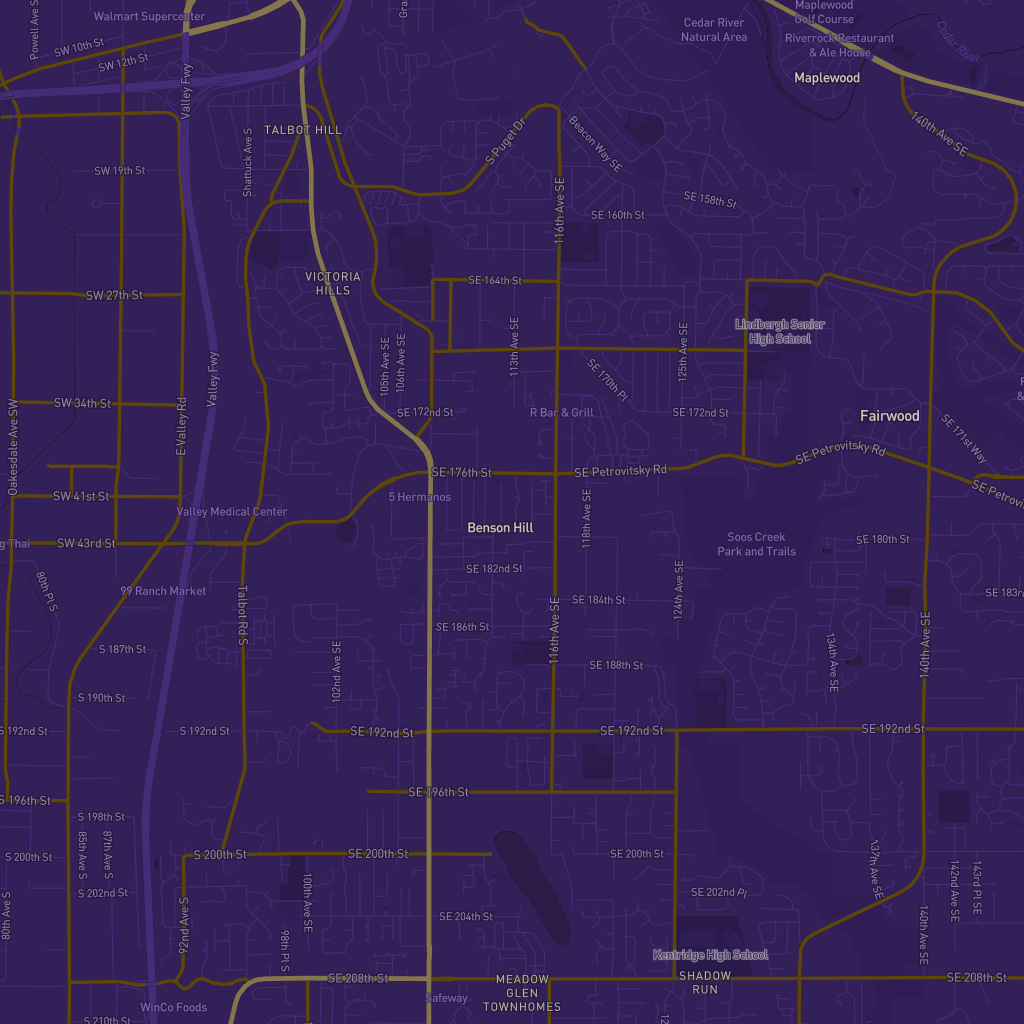 Walmart Supercenter
Powell Ave S
SW 10th St
SW 12th St
Valley Fwy
Cedar River
Natural Area
Maplewood
Golf Course
Riverrock Restaurant
& Ale House
Cedar River
Maplewood
TALBOT HILL
Shattuck Ave S
S Puget Dr
Beacon Way SE
140th Ave SE
SW 19th St
116th Ave SE
SE 158th St
SE 160th St
VICTORIA
HILLS
SE 164th St
SW 27th St
Lindbergh Senior
High School
113th Ave SE
125th Ave SE
105th Ave SE
106th Ave SE
Valley Fwy
SE 170th Pl
SW 34th St
E Valley Rd
Oakesdale Ave SW
SE 172nd St
R Bar & Grill
SE 172nd St
Fairwood
SE 171st Way
SE 176th St
SE Petrovitsky Rd
SE Petrovitsky Rd
SE Petrovi
SW 41st St
5 Hermanos
Valley Medical Center
118th Ave SE
Benson Hill
g Thai
SW 43rd St
Soos Creek
Park and Trails
SE 180th St
80th Pl S
99 Ranch Market
SE 182nd St
124th Ave SE
SE 183r
Talbot Rd S
SE 184th St
116th Ave SE
SE 186th St
S 187th St
102nd Ave SE
SE 188th St
134th Ave SE
140th Ave SE
S 190th St
S 192nd St
S 192nd St
SE 192nd St
SE 192nd St
SE 192nd St
S 196th St
SE 196th St
S 198th St
85th Ave S
87th Ave S
S 200th St
S 200th St
SE 200th St
SE 200th St
137th Ave SE
142nd Ave SE
143rd Pl SE
S 202nd St
100th Ave SE
SE 202nd Pl
80th Ave S
92nd Ave S
98th Pl S
SE 204th St
140th Ave SE
Kentridge High School
SE 208th St
MEADOW
GLEN
TOWNHOMES
SHADOW
RUN
SE 208th St
WinCo Foods
Safeway
S 210th St